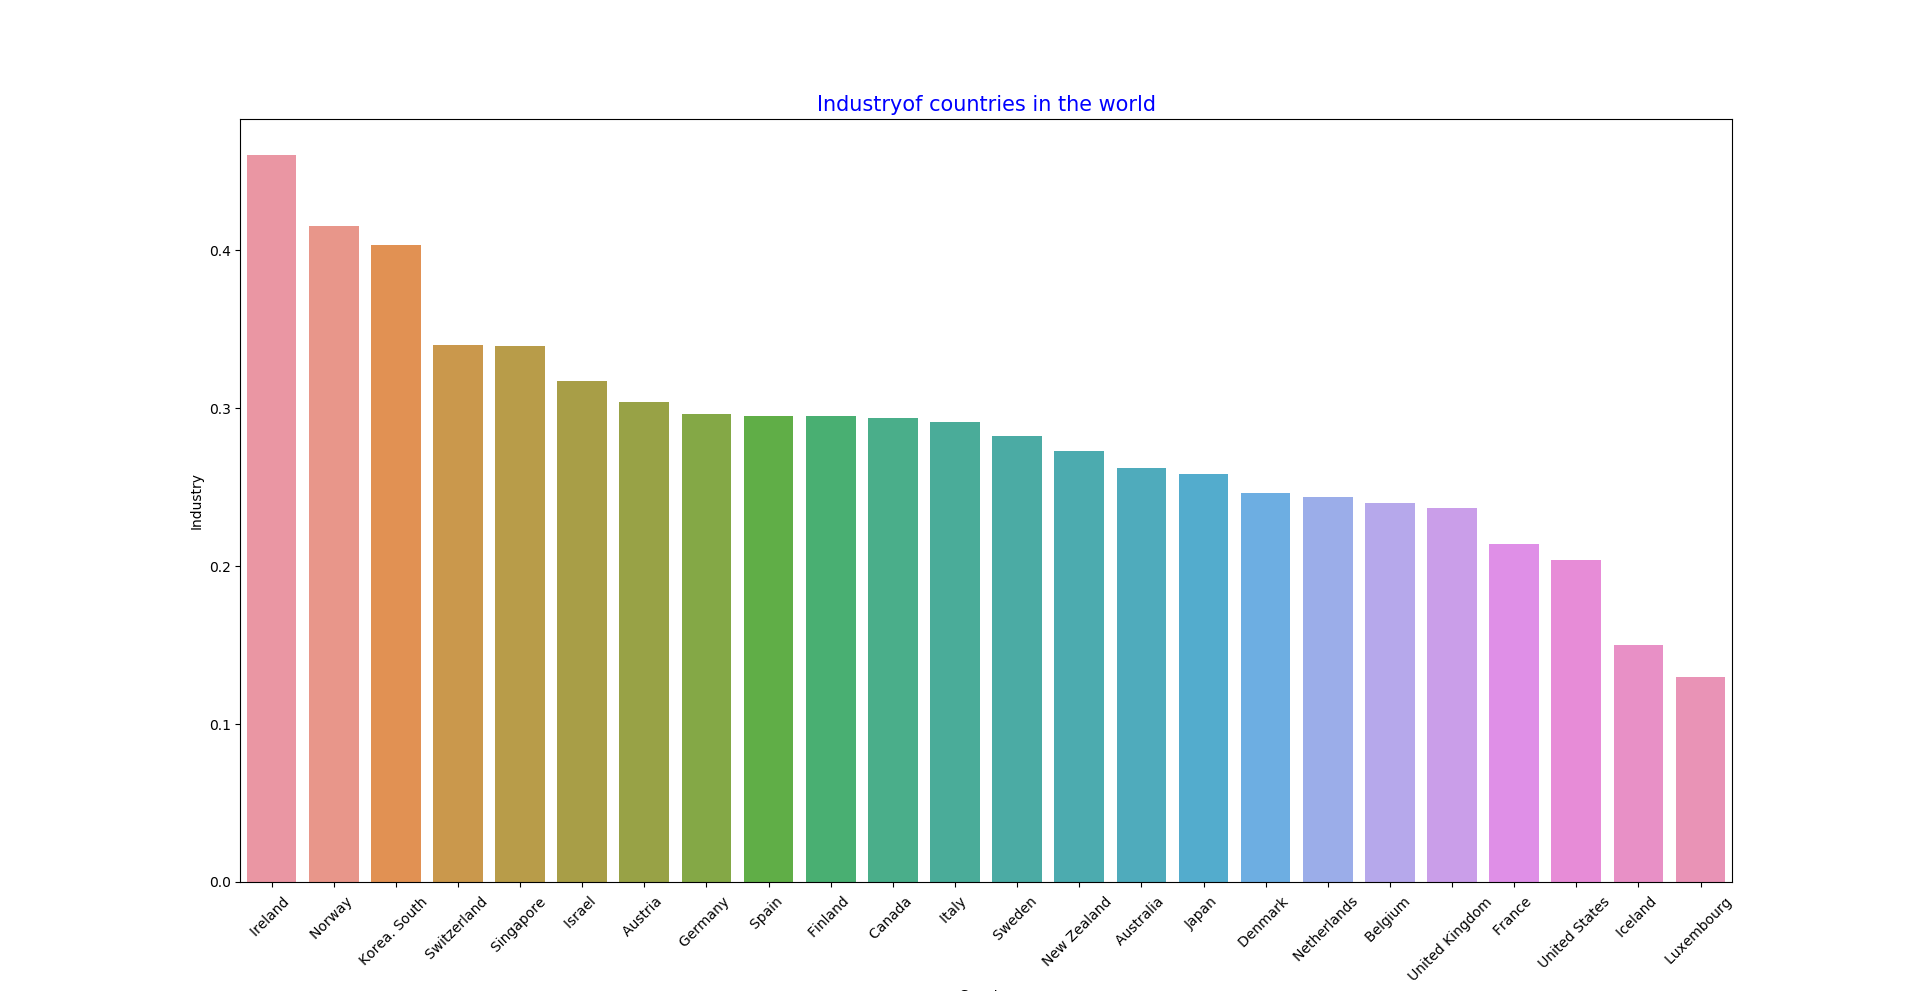 Industryof countries in the world
Industry
0.4
0.3
0.2
0.1
0.0
Ireland
Norway
Korea. South
Switzerland
Singapore
Israel
Austria
Germany
Spain
Finland
Canada
Italy
Sweden
New Zealand
Australia
Japan
Denmark
Netherlands
Belgium
United Kingdom
France
United States
Iceland
Luxembourg